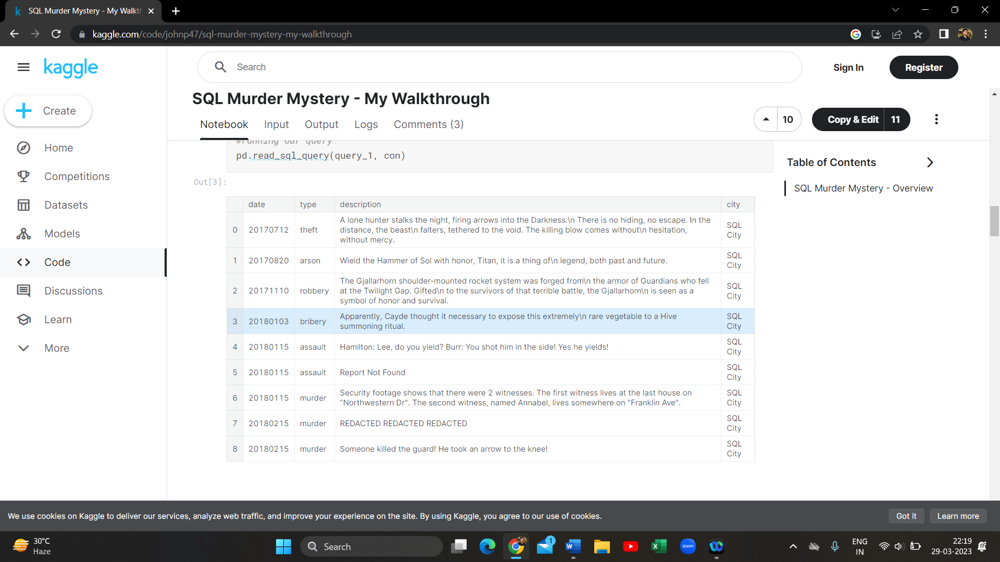 SQL Murder Mystery - My Walkth
kaggle.com/code/johnp47/sql-murder-mystery-my-walkthrough
kaggle
Search
Sign In
Register
Create
Home
Competitions
Datasets
Models
Code
Discussions
Learn
More
SQL Murder Mystery - My Walkthrough
Notebook Input Output Logs Comments (3)
10
Copy & Edit 11
#running our query
pd.read_sql_query(query_1, con)
Out[3]:
Table of Contents
SQL Murder Mystery - Overview
date type description city
0 20170712 theft A lone hunter stalks the night, firing arrows into the Darkness.\n There is no hiding, no escape. In the
distance, the beast\n falters, tethered to the void. The killing blow comes without\n hesitation,
without mercy.
SQL
City
1 20170820 arson Wield the Hammer of Sol with honor, Titan, it is a thing of\n legend, both past and future.
SQL
City
2 20171110 robbery The Gjallarhorn shoulder-mounted rocket system was forged from\n the armor of Guardians who fell
at the Twilight Gap. Gifted\n to the survivors of that terrible battle, the Gjallarhorn\n is seen as a
symbol of honor and survival.
SQL
City
3 20180103 bribery Apparently, Cayde thought it necessary to expose this extremely\n rare vegetable to a Hive
summoning ritual.
SQL
City
4 20180115 assault Hamilton: Lee, do you yield? Burr: You shot him in the side! Yes he yields!
SQL
City
5 20180115 assault Report Not Found
SQL
City
6 20180115 murder Security footage shows that there were 2 witnesses. The first witness lives at the last house on
"Northwestern Dr". The second witness, named Annabel, lives somewhere on "Franklin Ave".
SQL
City
7 20180215 murder REDACTED REDACTED REDACTED
SQL
City
8 20180215 murder Someone killed the guard! He took an arrow to the knee!
SQL
City
We use cookies on Kaggle to deliver our services, analyze web traffic, and improve your experience on the site. By using Kaggle, you agree to our use of cookies.
Got it
Learn more
30°C
Haze
Search
1
zoom
ENG
IN
22:19
29-03-2023